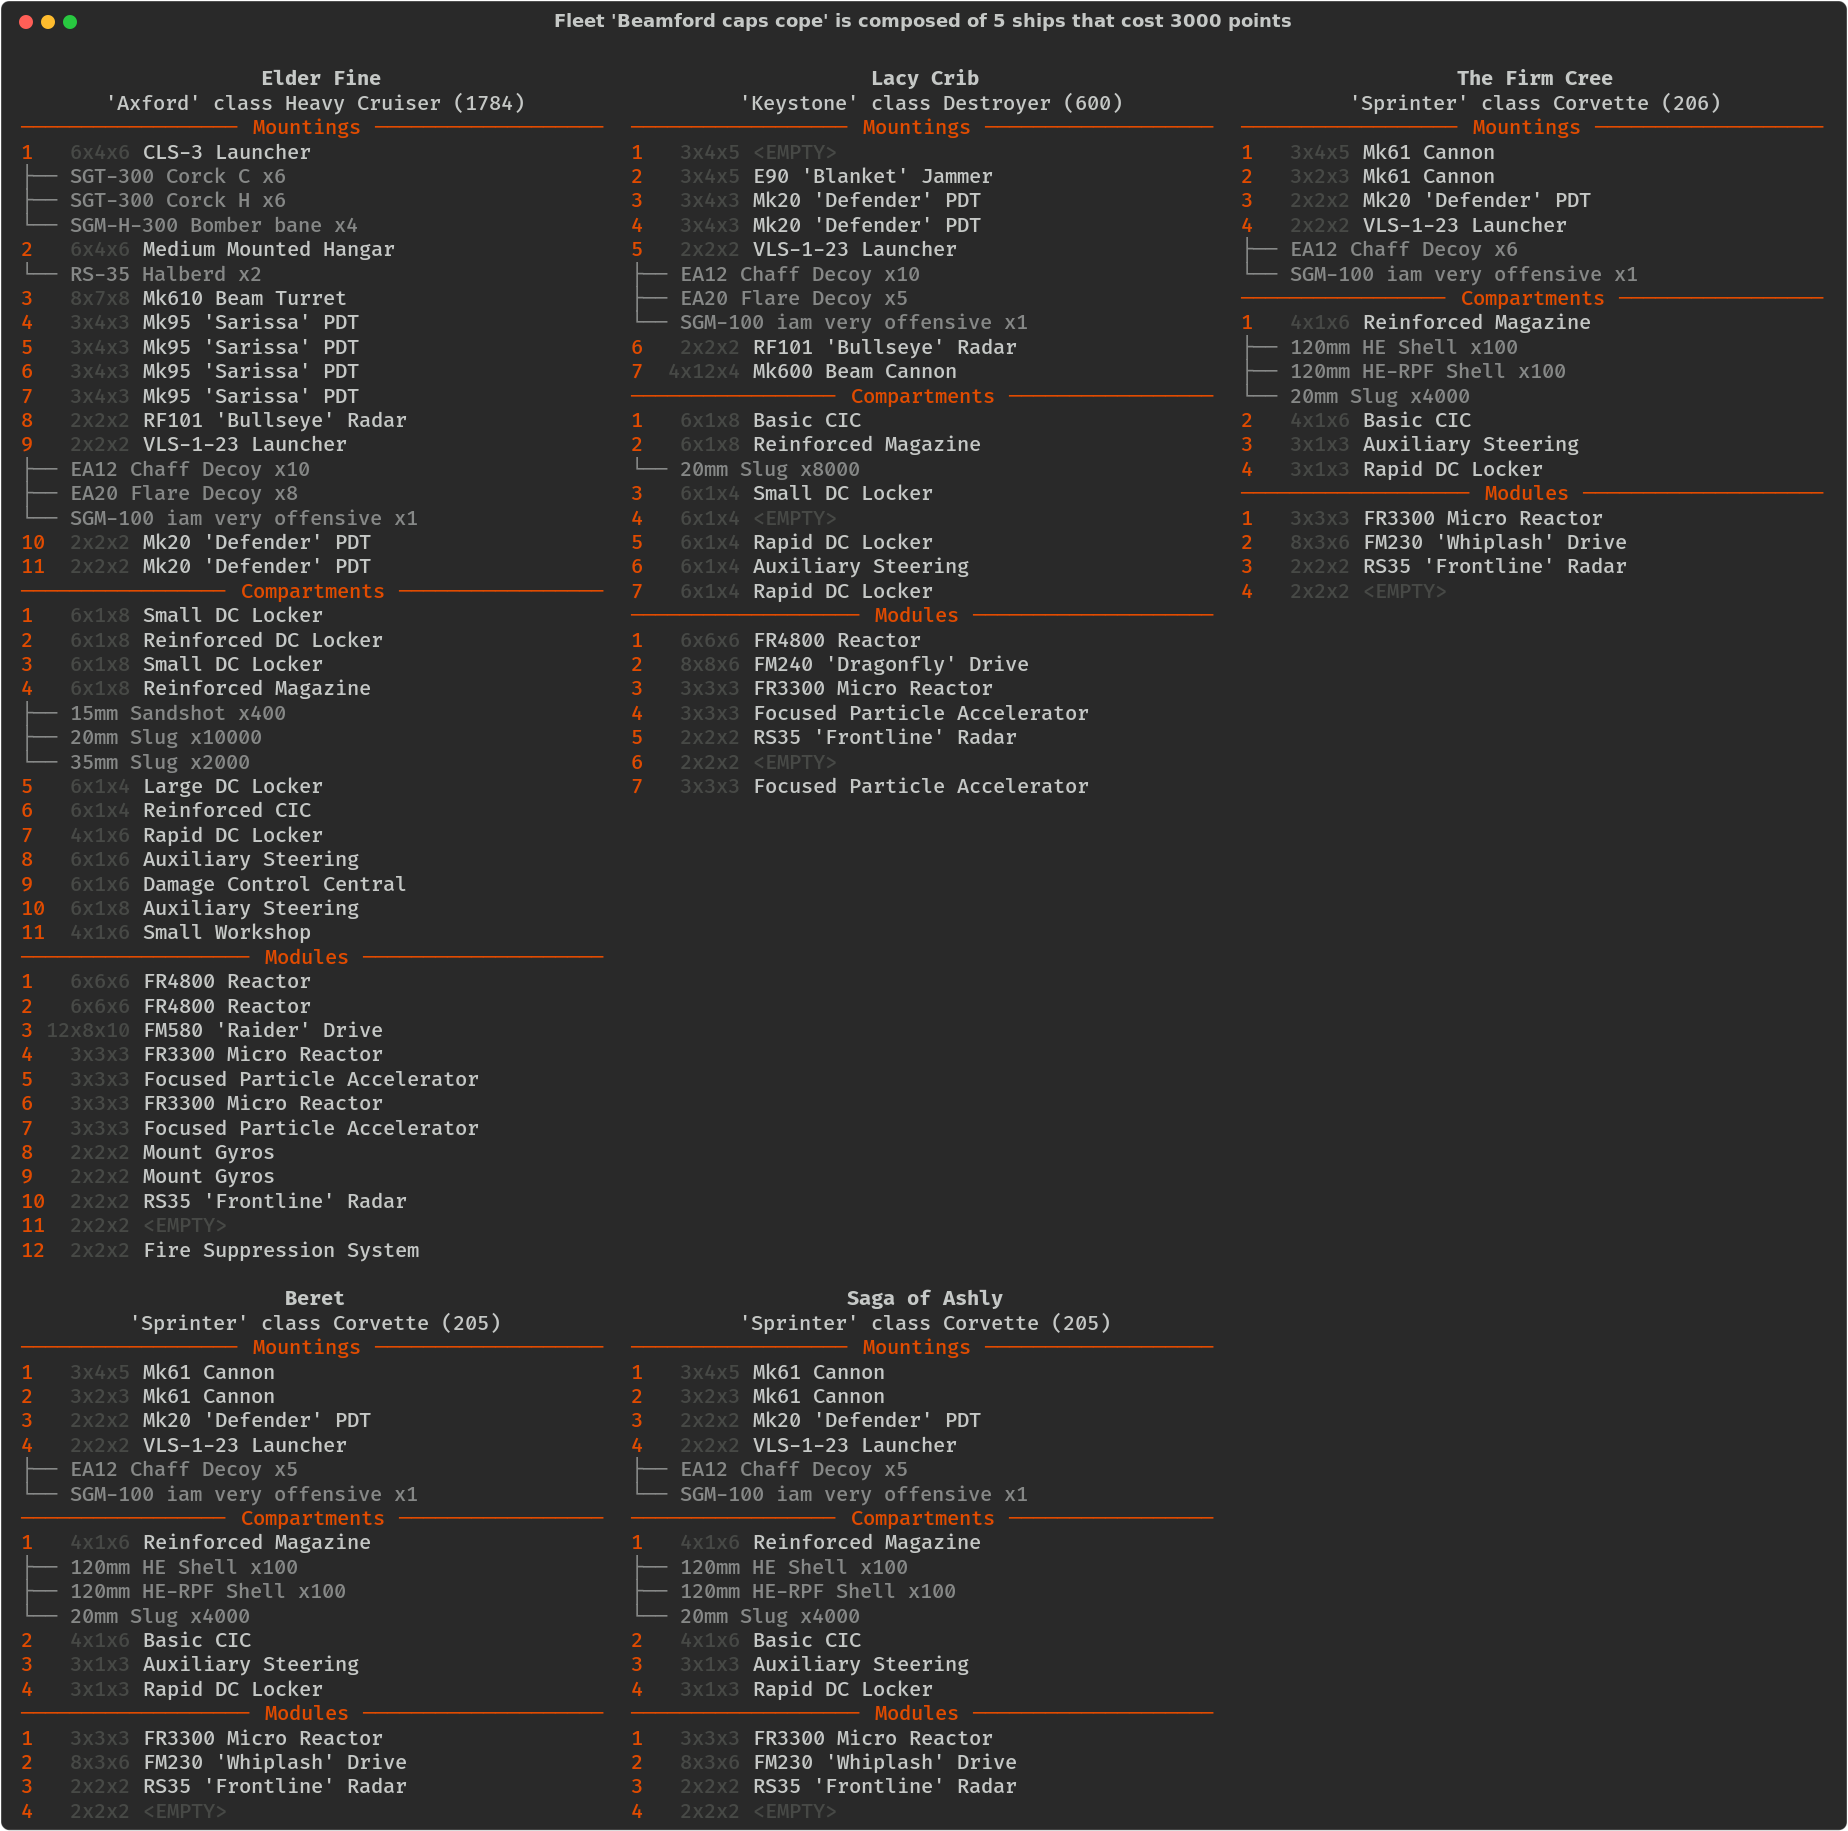 Fleet 'Beamford caps cope' is composed of 5 ships that cost 3000 points
Elder Fine
'Axford' class Heavy Cruiser (1784)
Mountings
1 6x4x6 CLS-3 Launcher
SGT-300 Corck C x6
SGT-300 Corck H x6
SGM-H-300 Bomber bane x4
2 6x4x6 Medium Mounted Hangar
RS-35 Halberd x2
3 8x7x8 Mk610 Beam Turret
4 3x4x3 Mk95 'Sarissa' PDT
5 3x4x3 Mk95 'Sarissa' PDT
6 3x4x3 Mk95 'Sarissa' PDT
7 3x4x3 Mk95 'Sarissa' PDT
8 2x2x2 RF101 'Bullseye' Radar
9 2x2x2 VLS-1-23 Launcher
EA12 Chaff Decoy x10
EA20 Flare Decoy x8
SGM-100 iam very offensive x1
10 2x2x2 Mk20 'Defender' PDT
11 2x2x2 Mk20 'Defender' PDT
Compartments
1 6x1x8 Small DC Locker
2 6x1x8 Reinforced DC Locker
3 6x1x8 Small DC Locker
4 6x1x8 Reinforced Magazine
15mm Sandshot x400
20mm Slug x10000
35mm Slug x2000
5 6x1x4 Large DC Locker
6 6x1x4 Reinforced CIC
7 4x1x6 Rapid DC Locker
8 6x1x6 Auxiliary Steering
9 6x1x6 Damage Control Central
10 6x1x8 Auxiliary Steering
11 4x1x6 Small Workshop
Modules
1 6x6x6 FR4800 Reactor
2 6x6x6 FR4800 Reactor
3 12x8x10 FM580 'Raider' Drive
4 3x3x3 FR3300 Micro Reactor
5 3x3x3 Focused Particle Accelerator
6 3x3x3 FR3300 Micro Reactor
7 3x3x3 Focused Particle Accelerator
8 2x2x2 Mount Gyros
9 2x2x2 Mount Gyros
10 2x2x2 RS35 'Frontline' Radar
11 2x2x2 <EMPTY>
12 2x2x2 Fire Suppression System
Lacy Crib
'Keystone' class Destroyer (600)
Mountings
1 3x4x5 <EMPTY>
2 3x4x5 E90 'Blanket' Jammer
3 3x4x3 Mk20 'Defender' PDT
4 3x4x3 Mk20 'Defender' PDT
5 2x2x2 VLS-1-23 Launcher
EA12 Chaff Decoy x10
EA20 Flare Decoy x5
SGM-100 iam very offensive x1
6 2x2x2 RF101 'Bullseye' Radar
7 4x12x4 Mk600 Beam Cannon
Compartments
1 6x1x8 Basic CIC
2 6x1x8 Reinforced Magazine
20mm Slug x8000
3 6x1x4 Small DC Locker
4 6x1x4 <EMPTY>
5 6x1x4 Rapid DC Locker
6 6x1x4 Auxiliary Steering
7 6x1x4 Rapid DC Locker
Modules
1 6x6x6 FR4800 Reactor
2 8x8x6 FM240 'Dragonfly' Drive
3 3x3x3 FR3300 Micro Reactor
4 3x3x3 Focused Particle Accelerator
5 2x2x2 RS35 'Frontline' Radar
6 2x2x2 <EMPTY>
7 3x3x3 Focused Particle Accelerator
The Firm Cree
'Sprinter' class Corvette (206)
Mountings
1 3x4x5 Mk61 Cannon
2 3x2x3 Mk61 Cannon
3 2x2x2 Mk20 'Defender' PDT
4 2x2x2 VLS-1-23 Launcher
EA12 Chaff Decoy x6
SGM-100 iam very offensive x1
Compartments
1 4x1x6 Reinforced Magazine
120mm HE Shell x100
120mm HE-RPF Shell x100
20mm Slug x4000
2 4x1x6 Basic CIC
3 3x1x3 Auxiliary Steering
4 3x1x3 Rapid DC Locker
Modules
1 3x3x3 FR3300 Micro Reactor
2 8x3x6 FM230 'Whiplash' Drive
3 2x2x2 RS35 'Frontline' Radar
4 2x2x2 <EMPTY>
Beret
'Sprinter' class Corvette (205)
Mountings
1 3x4x5 Mk61 Cannon
2 3x2x3 Mk61 Cannon
3 2x2x2 Mk20 'Defender' PDT
4 2x2x2 VLS-1-23 Launcher
EA12 Chaff Decoy x5
SGM-100 iam very offensive x1
Compartments
1 4x1x6 Reinforced Magazine
120mm HE Shell x100
120mm HE-RPF Shell x100
20mm Slug x4000
2 4x1x6 Basic CIC
3 3x1x3 Auxiliary Steering
4 3x1x3 Rapid DC Locker
Modules
1 3x3x3 FR3300 Micro Reactor
2 8x3x6 FM230 'Whiplash' Drive
3 2x2x2 RS35 'Frontline' Radar
4 2x2x2 <EMPTY>
Saga of Ashly
'Sprinter' class Corvette (205)
Mountings
1 3x4x5 Mk61 Cannon
2 3x2x3 Mk61 Cannon
3 2x2x2 Mk20 'Defender' PDT
4 2x2x2 VLS-1-23 Launcher
EA12 Chaff Decoy x5
SGM-100 iam very offensive x1
Compartments
1 4x1x6 Reinforced Magazine
120mm HE Shell x100
120mm HE-RPF Shell x100
20mm Slug x4000
2 4x1x6 Basic CIC
3 3x1x3 Auxiliary Steering
4 3x1x3 Rapid DC Locker
Modules
1 3x3x3 FR3300 Micro Reactor
2 8x3x6 FM230 'Whiplash' Drive
3 2x2x2 RS35 'Frontline' Radar
4 2x2x2 <EMPTY>